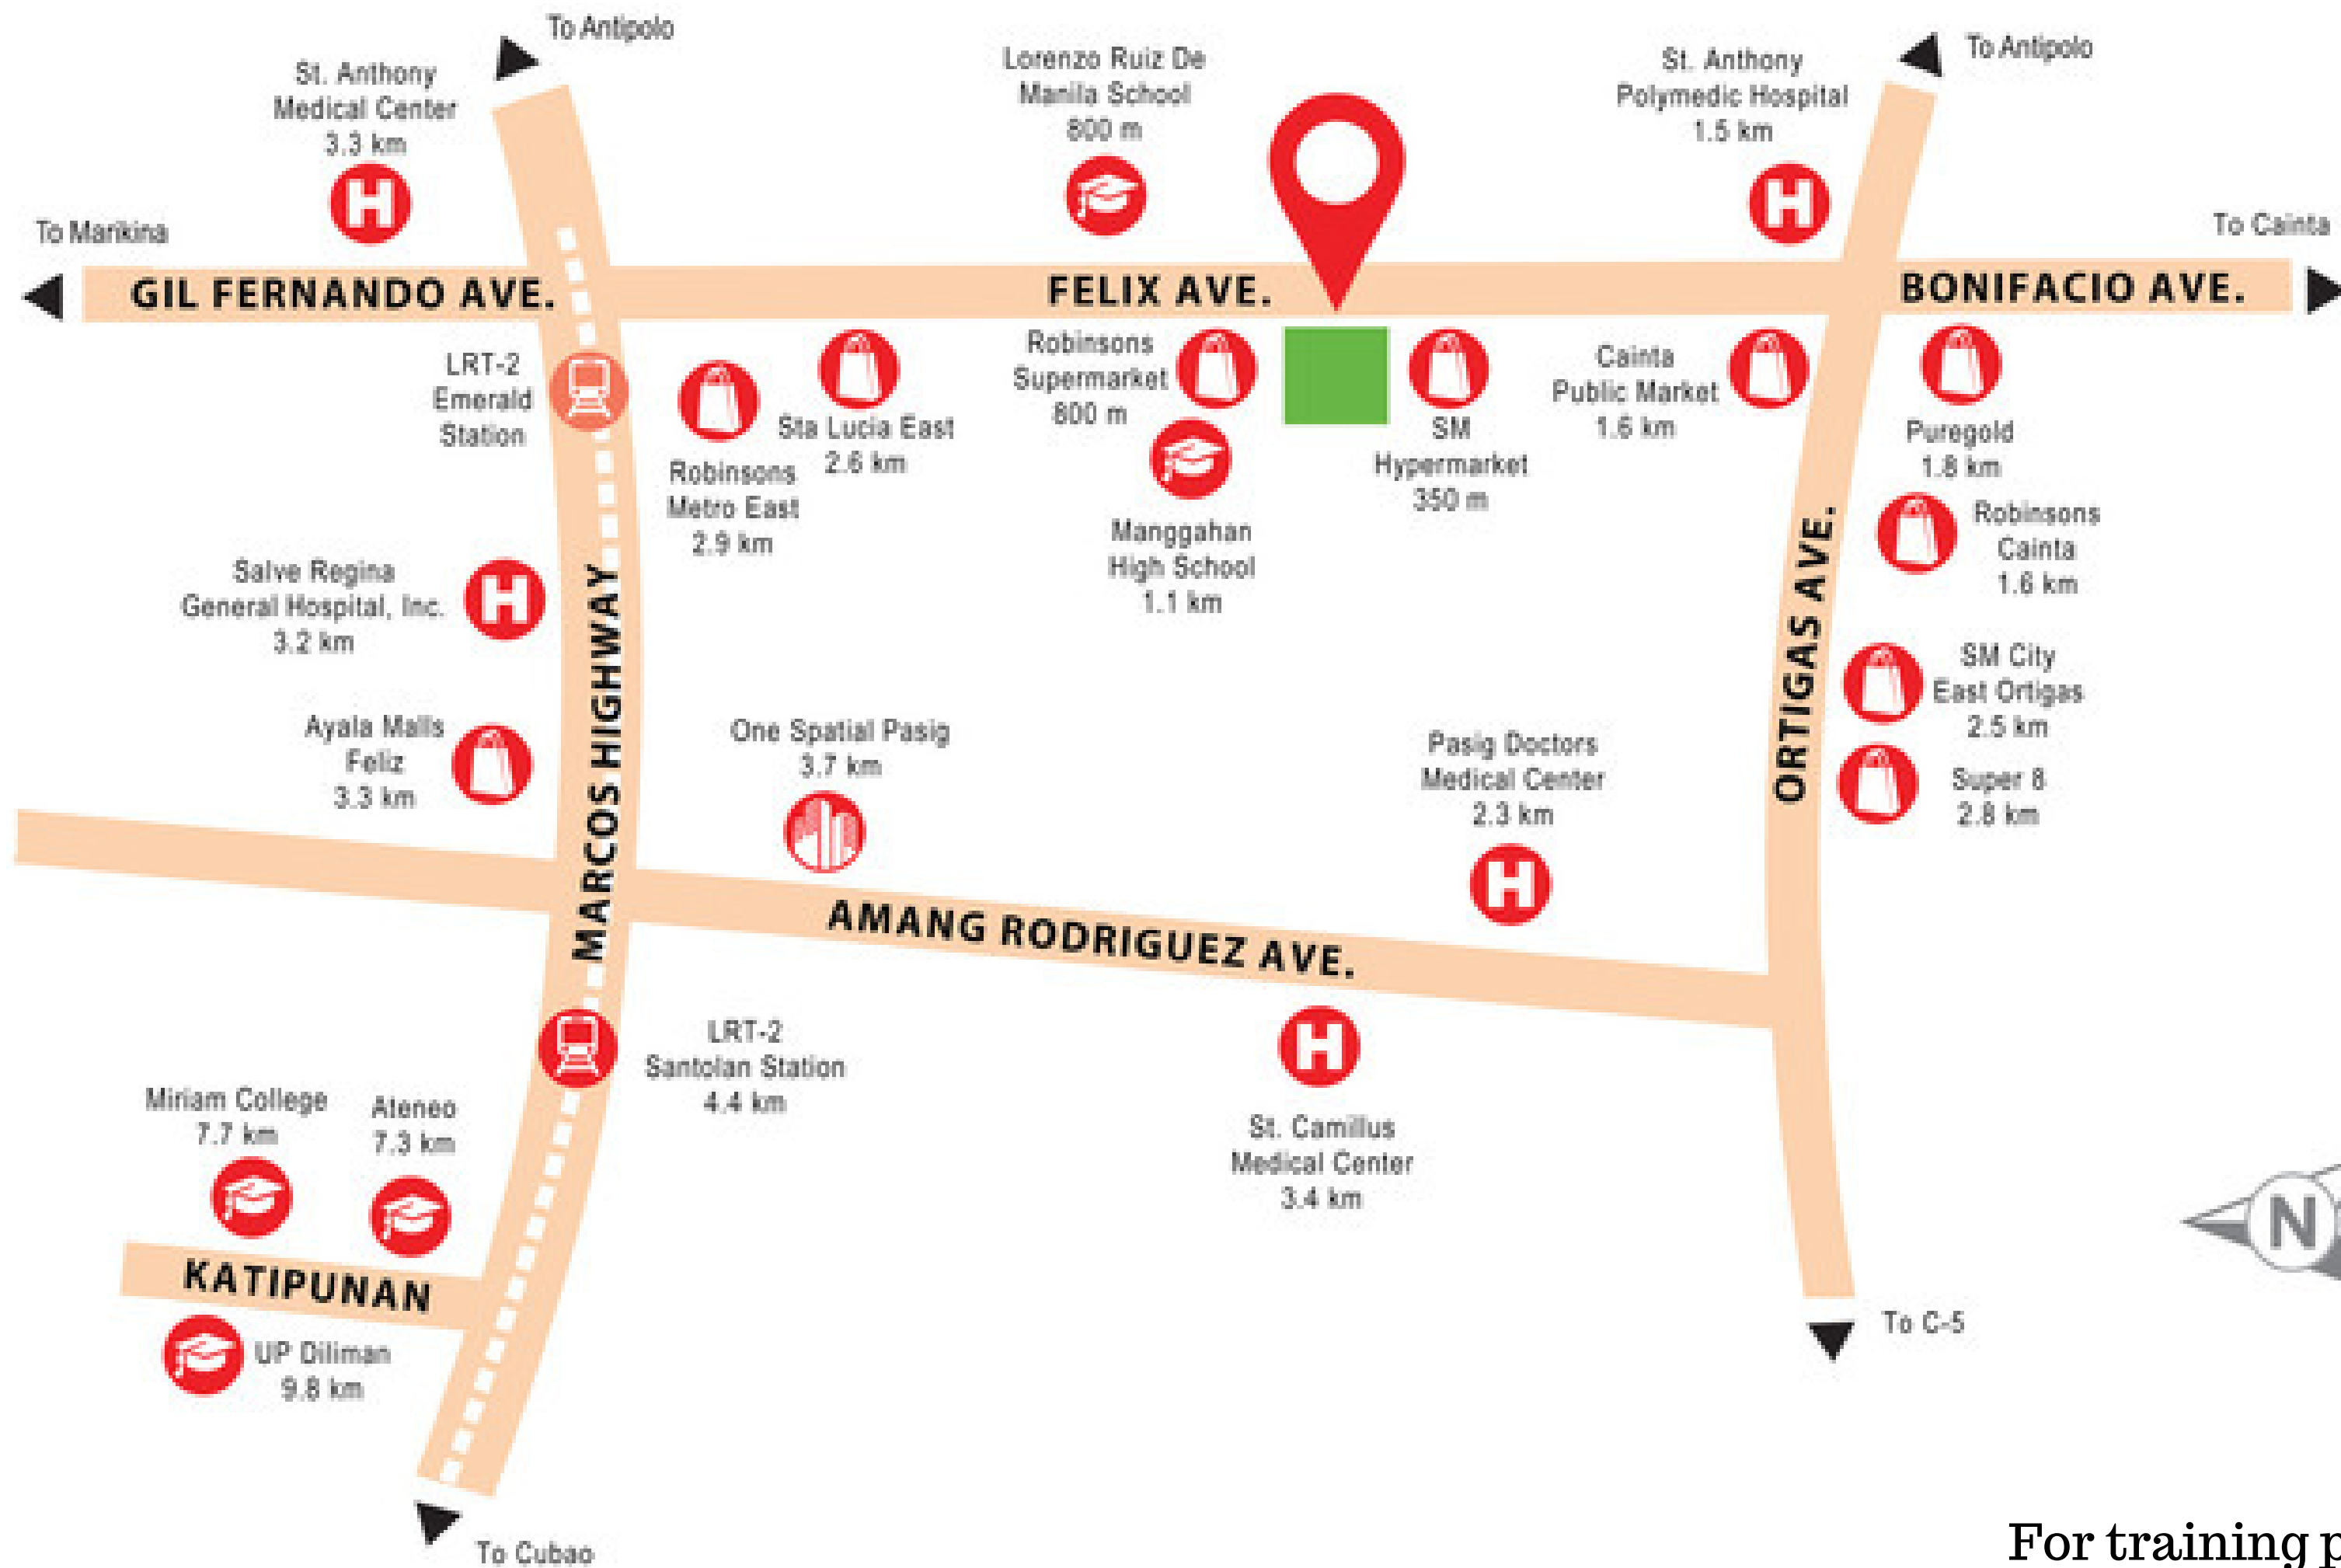 To Antipolo
St. Anthony
Medical Center
3.3 km
Lorenzo Ruiz De
Manila School
800 m
St. Anthony
Polymedic Hospital
1.5 km
To Antipolo
To Marikina
To Cainta
GIL FERNANDO AVE.
FELIX AVE.
BONIFACIO AVE.
LRT-2
Emerald
Station
Robinsons
Metro East
2.9 km
Sta Lucia East
2.6 km
Robinsons
Supermarket
800 m
SM
Hypermarket
350 m
Cainta
Public Market
1.6 km
Puregold
1.8 km
Manggahan
High School
1.1 km
Robinsons
Cainta
1.6 km
Salve Regina
General Hospital, Inc.
3.2 km
MARCOS HIGHWAY
ORTIGAS AVE.
SM City
East Ortigas
2.5 km
Ayala Malls
Feliz
3.3 km
One Spatial Pasig
3.7 km
Pasig Doctors
Medical Center
2.3 km
Super 8
2.8 km
AMANG RODRIGUEZ AVE.
LRT-2
Santolan Station
4.4 km
Miriam College
7.7 km
Ateneo
7.3 km
St. Camillus
Medical Center
3.4 km
N
KATIPUNAN
UP Diliman
9.8 km
To C-5
To Cubao
For training p